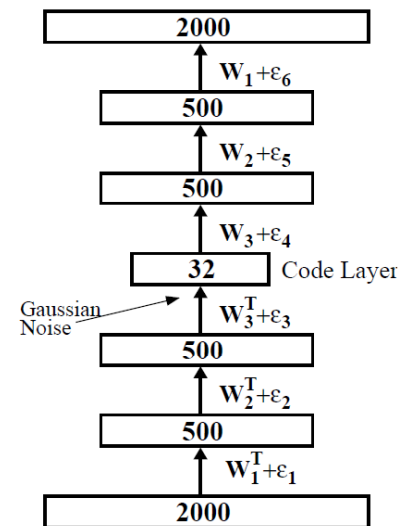 2000
W₁+ε₆
500
W₂+ε₅
500
W₃+ε₄
32
Code Layer
Gaussian
Noise
W₃ᵀ+ε₃
500
W₂ᵀ+ε₂
500
W₁ᵀ+ε₁
2000